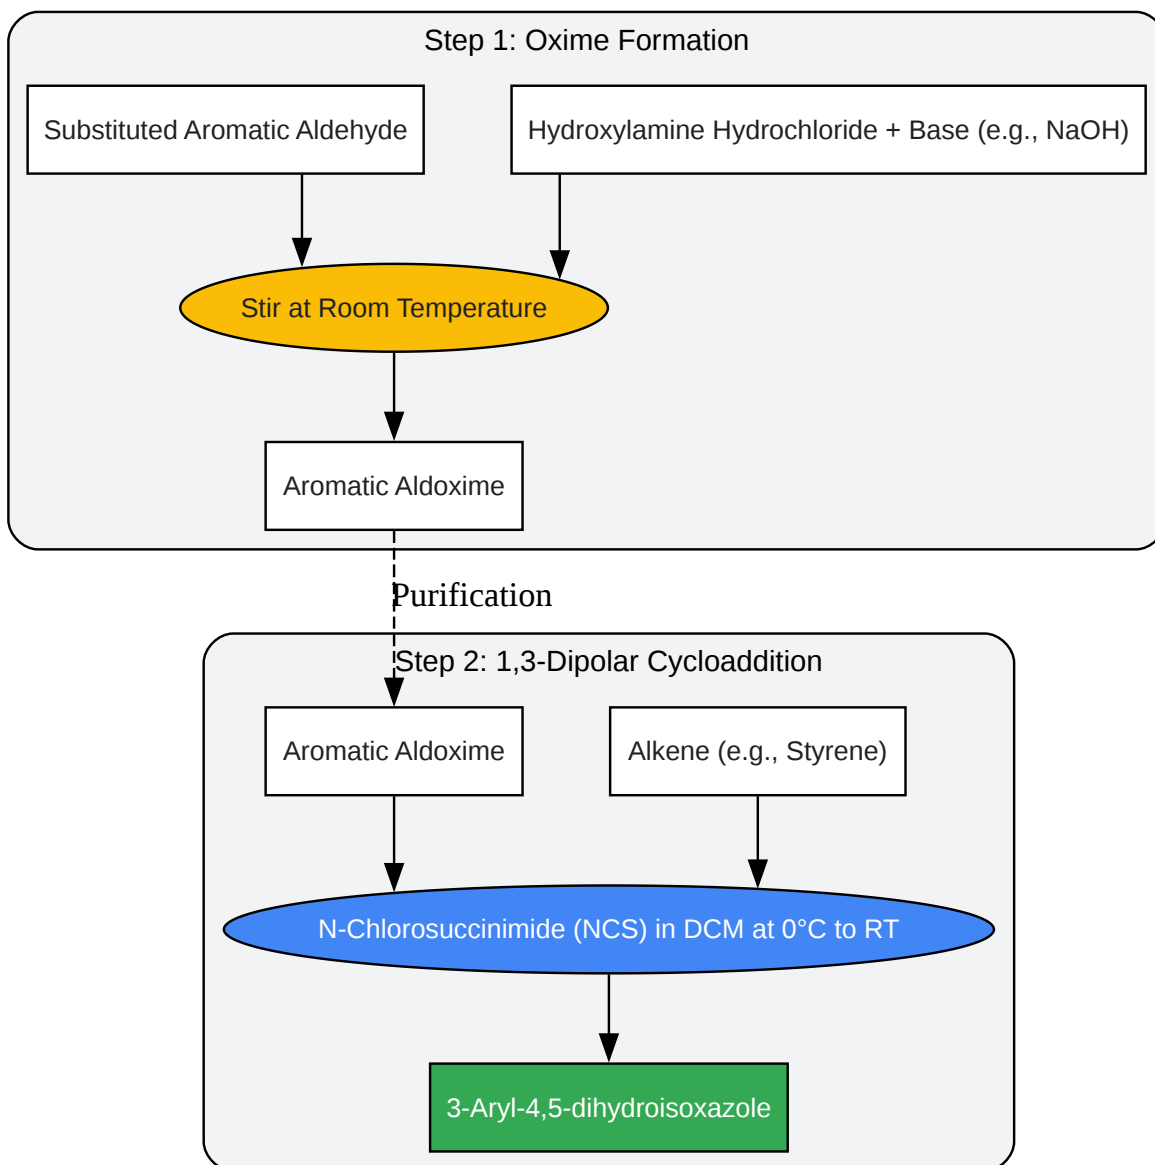 Step 1: Oxime Formation
Substituted Aromatic Aldehyde
Hydroxylamine Hydrochloride + Base (e.g., NaOH)
Stir at Room Temperature
Aromatic Aldoxime
Purification
Step 2: 1,3-Dipolar Cycloaddition
Aromatic Aldoxime
Alkene (e.g., Styrene)
N-Chlorosuccinimide (NCS) in DCM at 0°C to RT
3-Aryl-4,5-dihydroisoxazole